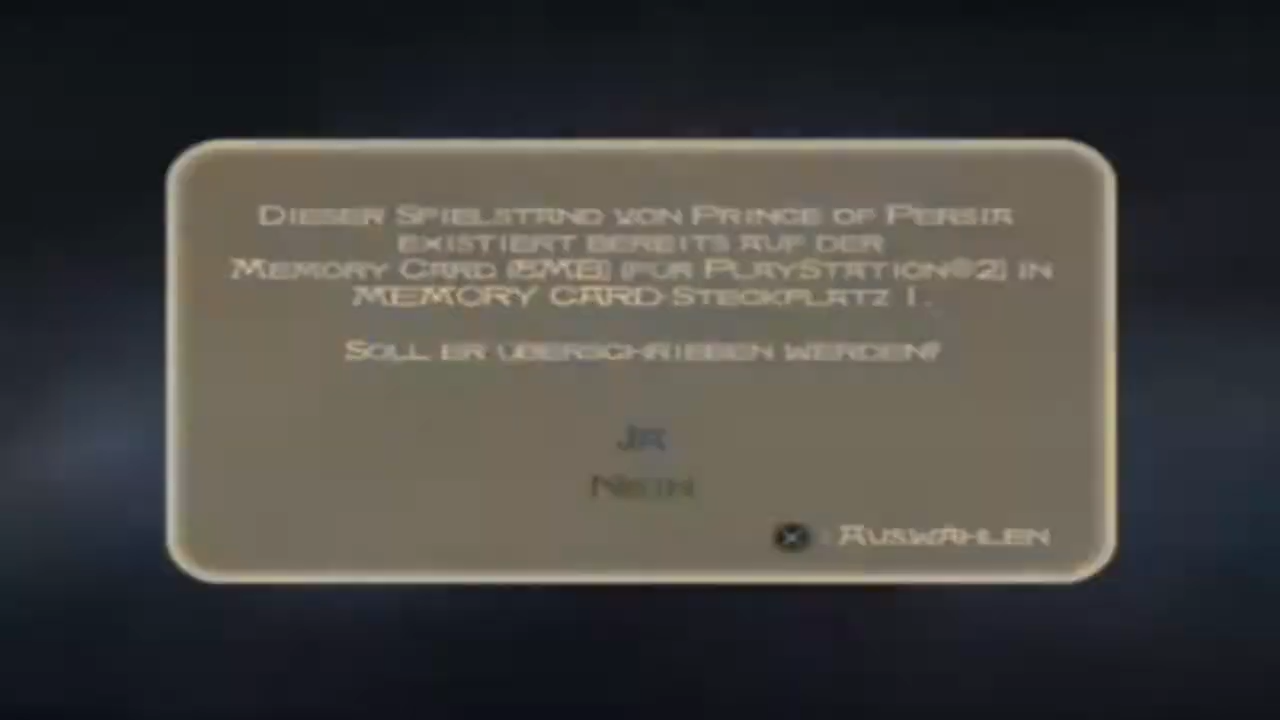 Dieser Spielstand von Prince of Persia
existiert bereits auf der
Memory Card (8MB) (für PlayStation®2) in
MEMORY CARD-Steckplatz 1.
Soll er überschrieben werden?
Ja
Nein
: Auswählen